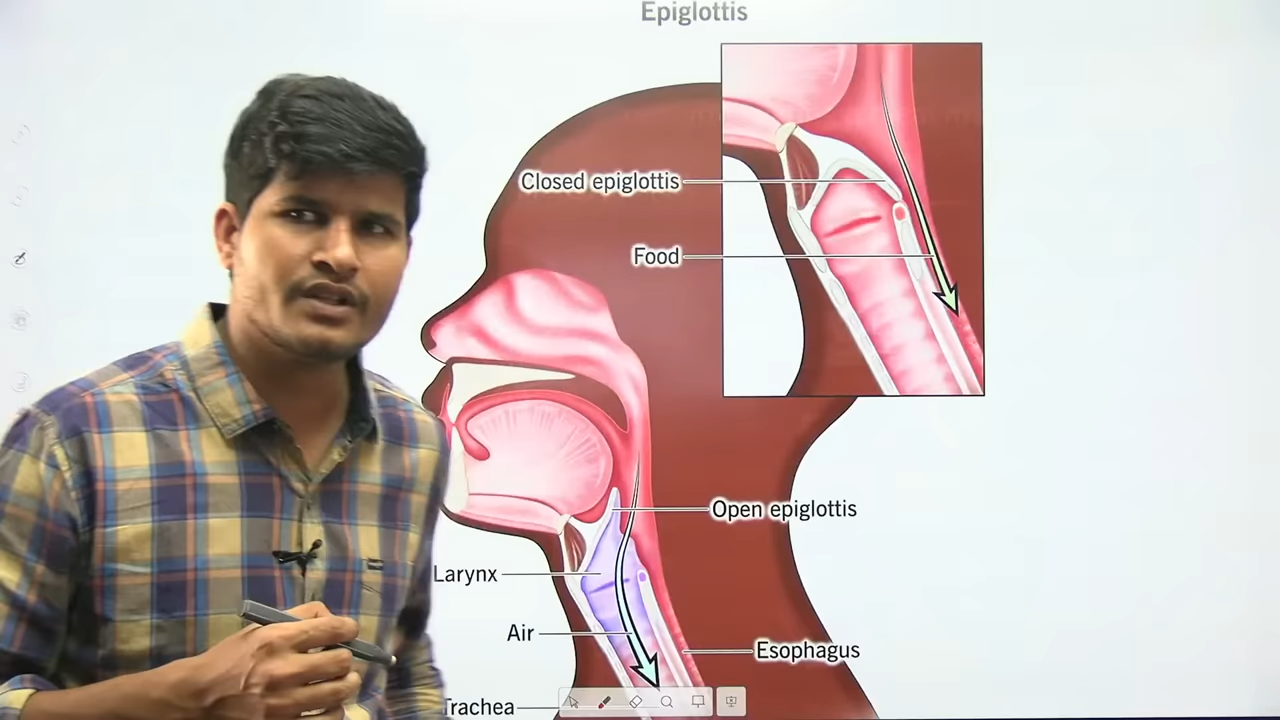 Epiglottis
Closed epiglottis
Food
Open epiglottis
Larynx
Air
Esophagus
Trachea